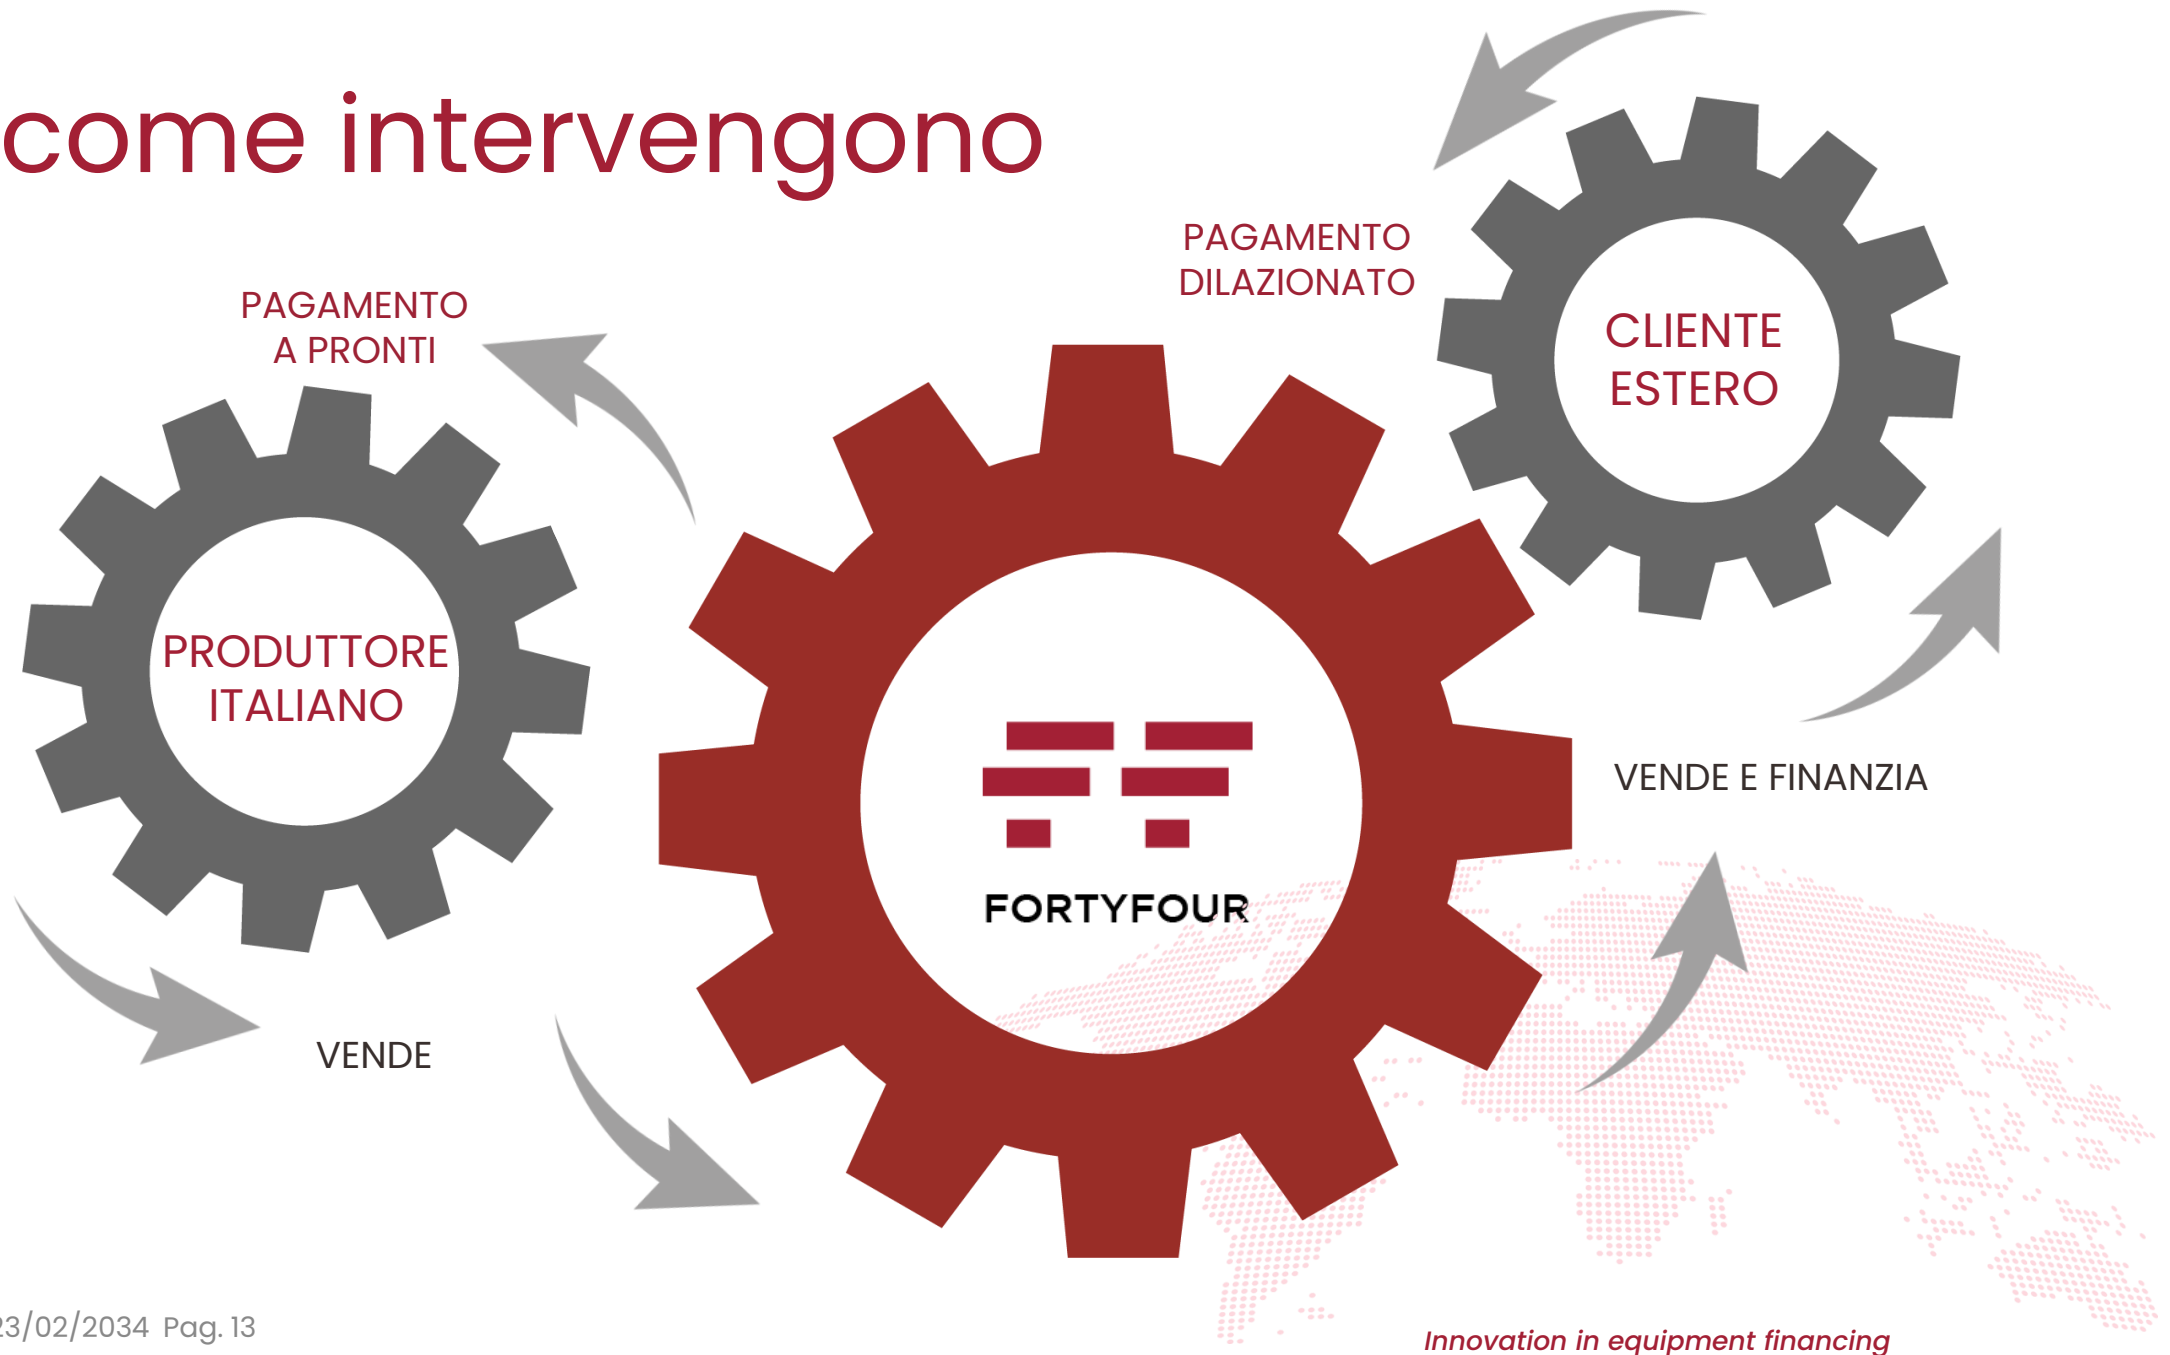 come intervengono
PAGAMENTO
DILAZIONATO
CLIENTE
ESTERO
PAGAMENTO
A PRONTI
PRODUTTORE
ITALIANO
FORTYFOUR
VENDE E FINANZIA
VENDE
23/02/2034 Pag. 13
Innovation in equipment financing